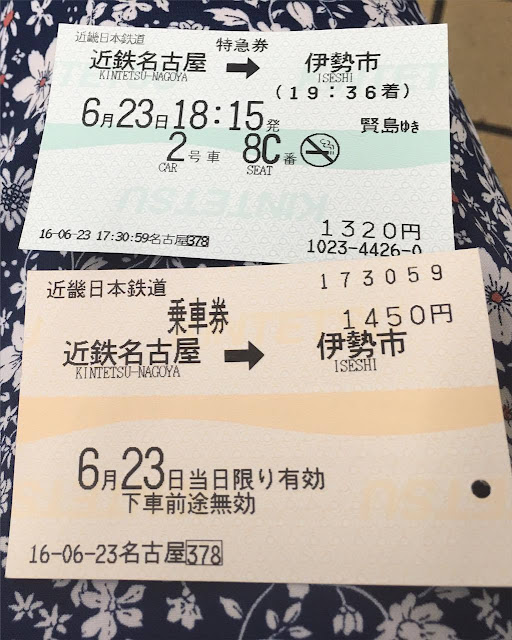 近畿日本鉄道
特急券
近鉄名古屋 ➡ 伊勢市
KINTETSU-NAGOYA ISESHI
(19:36着)
6月23日18:15発 賢島ゆき
2号車 8C番
CAR SEAT
KINTETSU
1320円
16-06-23 17:30:59名古屋378 1023-4426-0
173059
近畿日本鉄道
乗車券 1450円
近鉄名古屋 ➡ 伊勢市
KINTETSU-NAGOYA ISESHI
6月23日当日限り有効
下車前途無効
16-06-23名古屋378